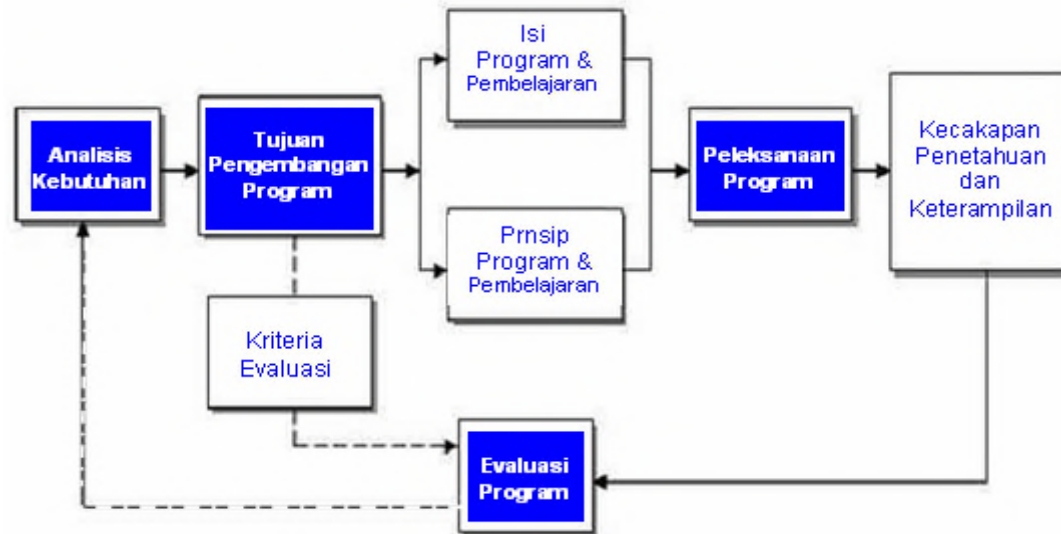 Analisis
Kebutuhan
Tujuan
Pengembangan
Program
Isi
Program &
Pembelajaran
Prnsip
Program &
Pembelajaran
Peleksanaan
Program
Kecakapan
Penetahuan
dan
Keterampilan
Kriteria
Evaluasi
Evaluasi
Program